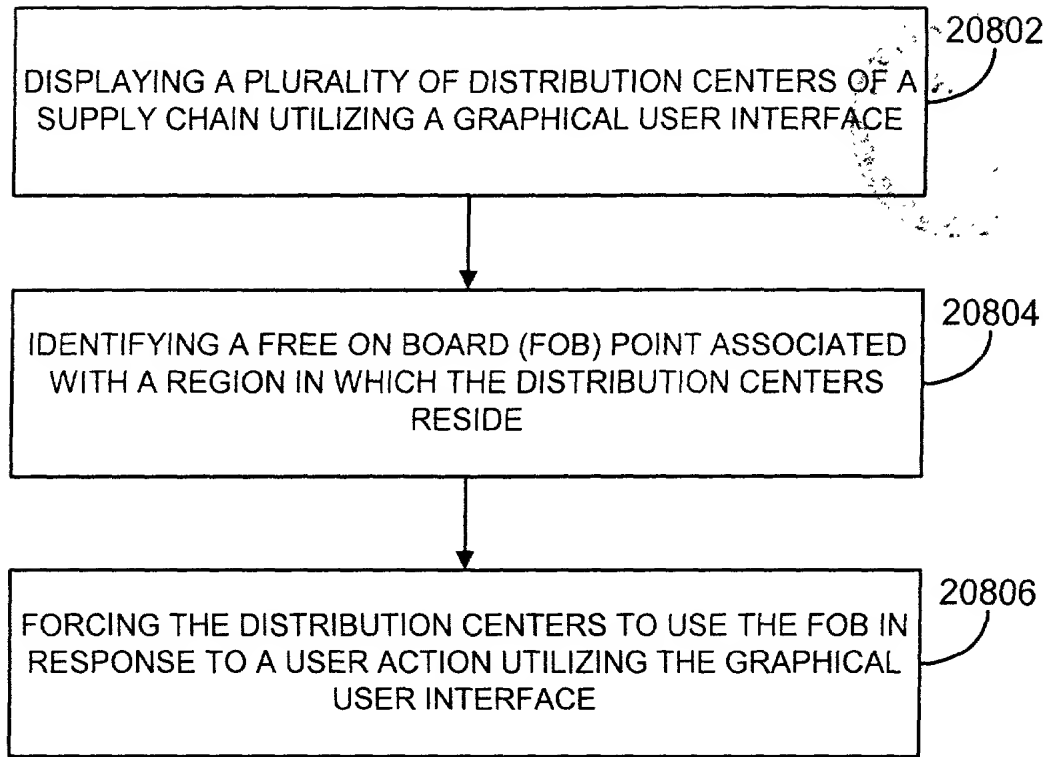 20802
DISPLAYING A PLURALITY OF DISTRIBUTION CENTERS OF A
SUPPLY CHAIN UTILIZING A GRAPHICAL USER INTERFACE
20804
IDENTIFYING A FREE ON BOARD (FOB) POINT ASSOCIATED
WITH A REGION IN WHICH THE DISTRIBUTION CENTERS
RESIDE
20806
FORCING THE DISTRIBUTION CENTERS TO USE THE FOB IN
RESPONSE TO A USER ACTION UTILIZING THE GRAPHICAL
USER INTERFACE